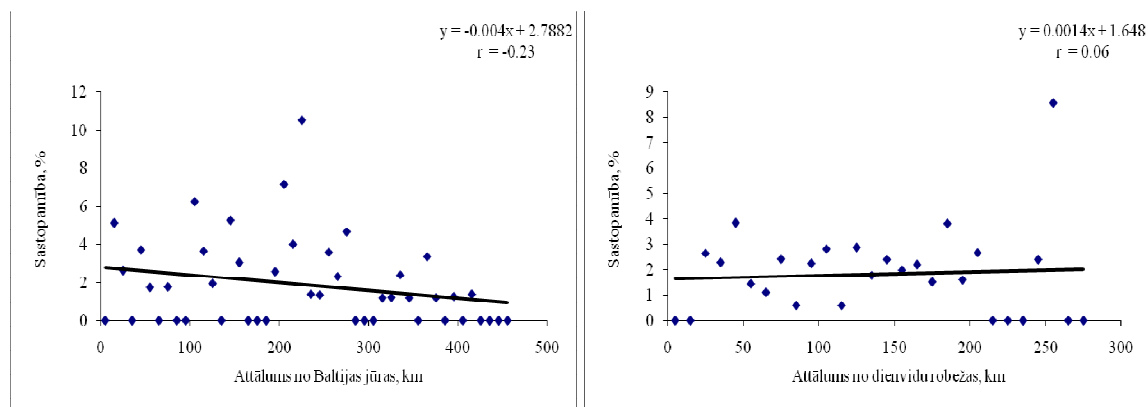 y = -0.004x + 2.7882
r = -0.23
12
10
8
6
4
2
0
Sastopamība, %
0 100 200 300 400 500
Attālums no Baltijas jūras, km
y = 0.0014x + 1.648
r = 0.06
9
8
7
6
5
4
3
2
1
0
Sastopamība, %
0 50 100 150 200 250 300
Attālums no dienvidu robežas, km